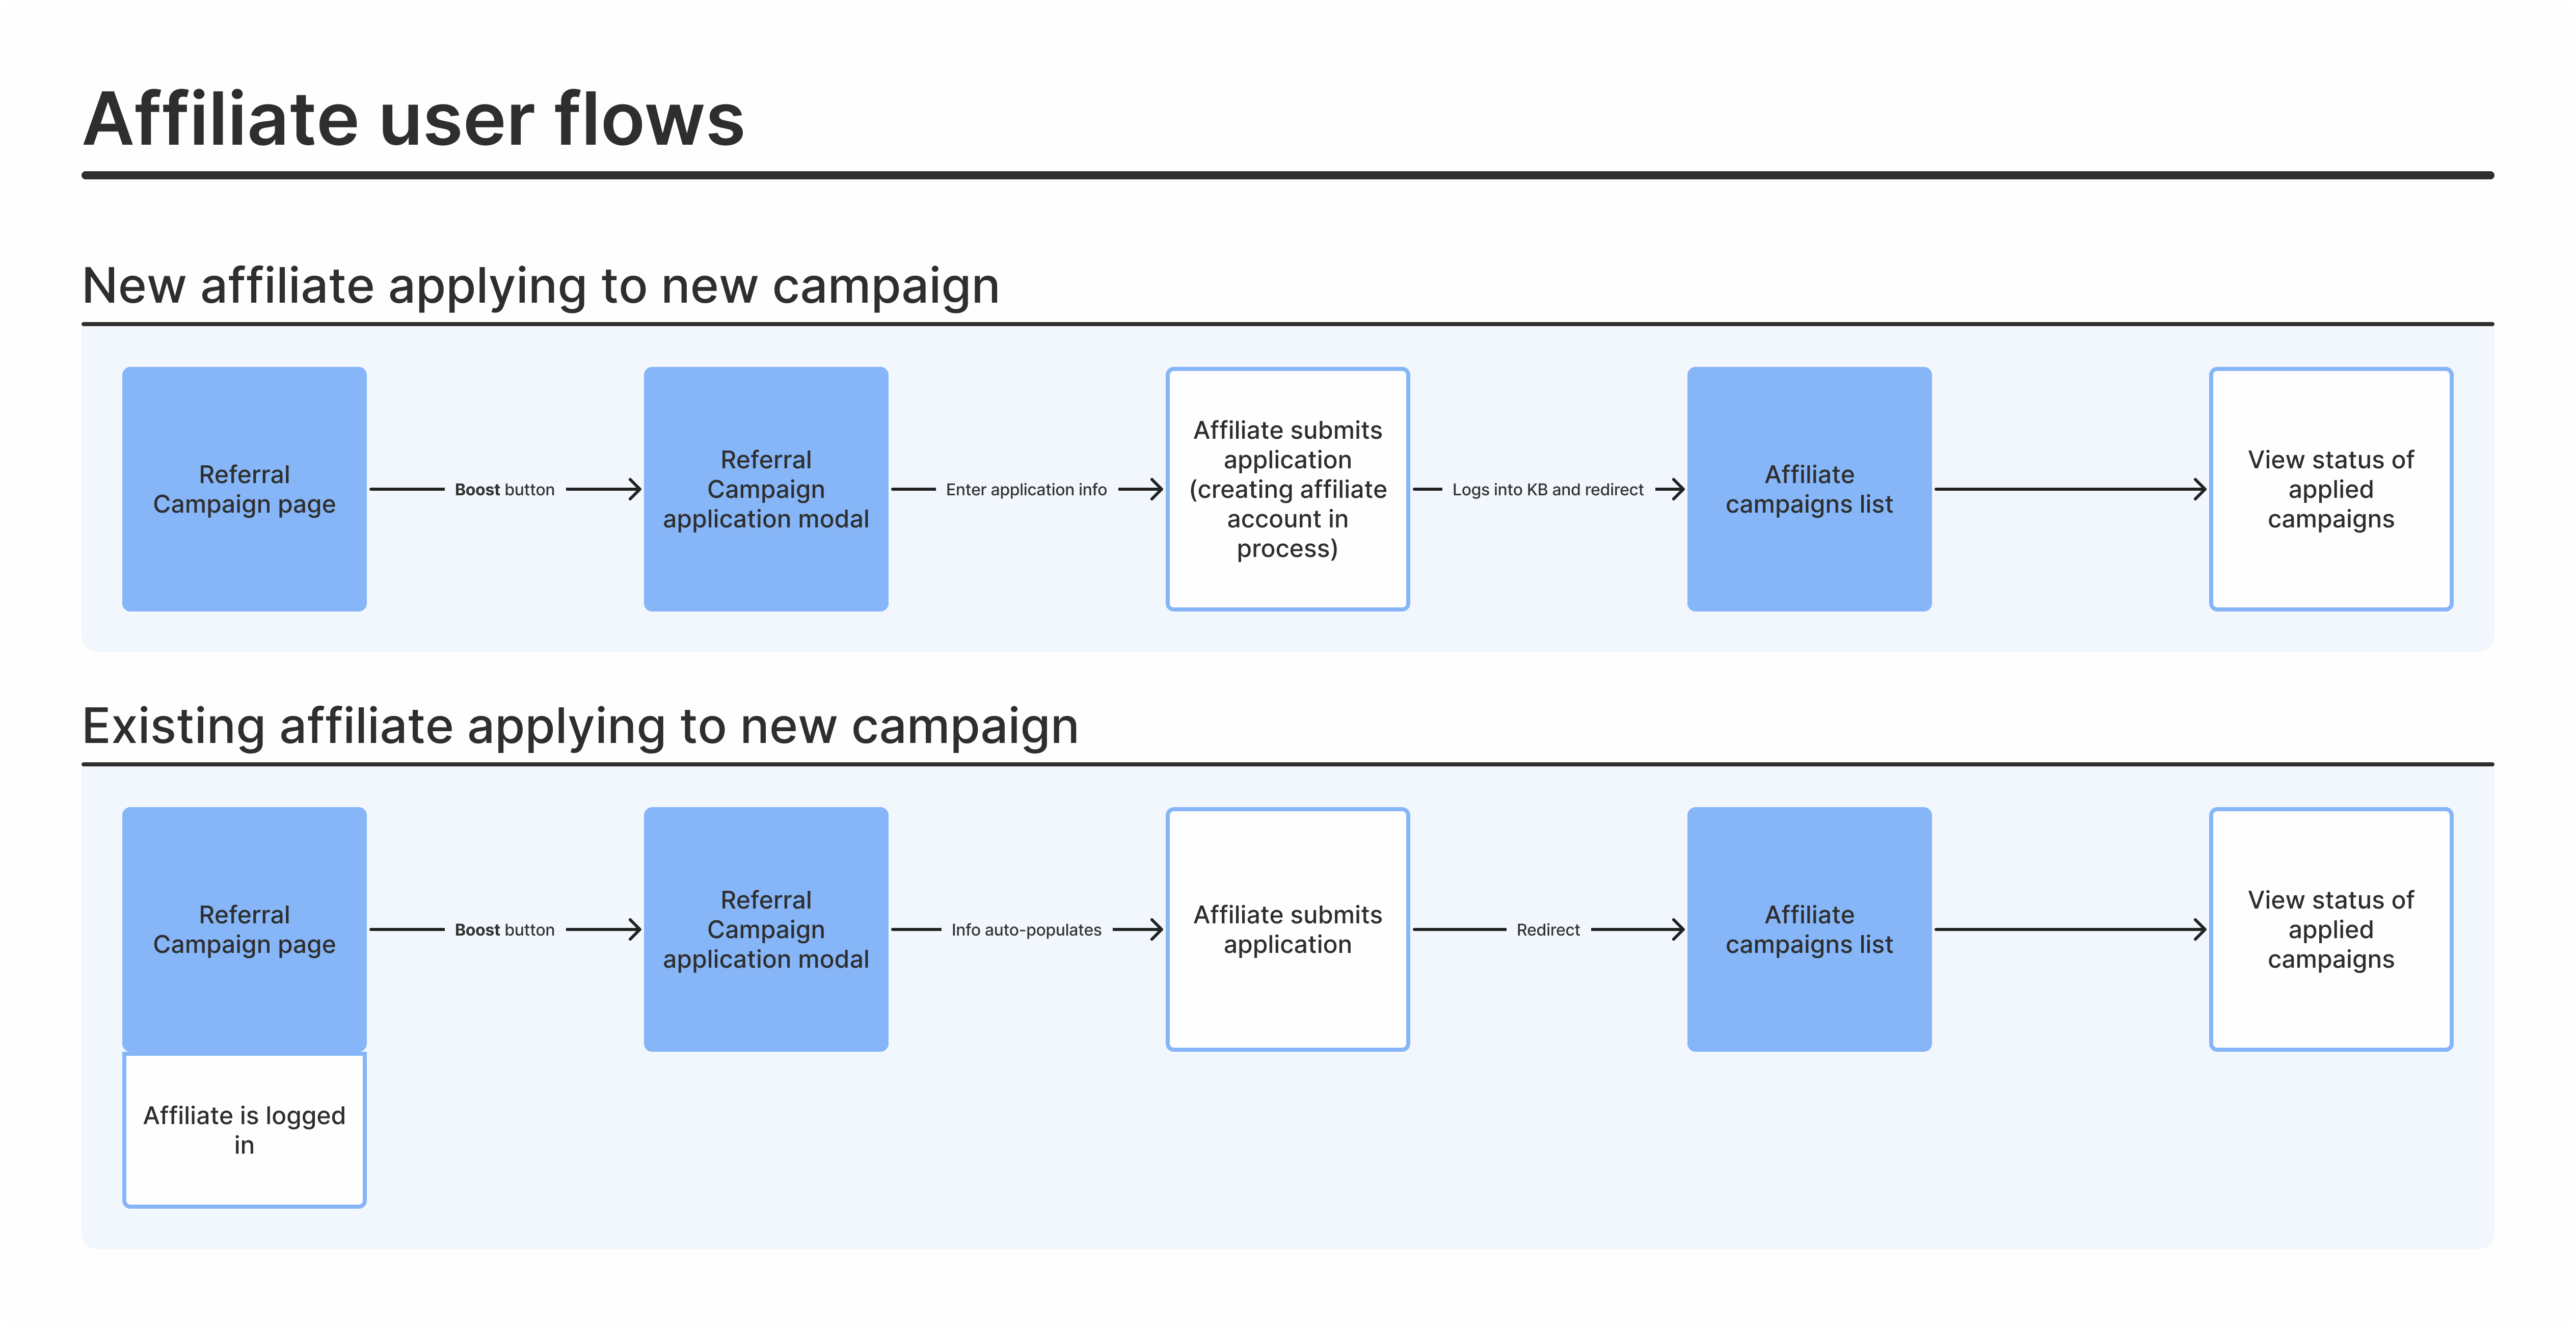 Affiliate user flows
New affiliate applying to new campaign
Referral
Campaign page
Boost button
Referral
Campaign
application modal
Enter application info
Affiliate submits
application
(creating affiliate
account in
process)
Logs into KB and redirect
Affiliate
campaigns list
View status of
applied
campaigns
Existing affiliate applying to new campaign
Referral
Campaign page
Boost button
Referral
Campaign
application modal
Info auto-populates
Affiliate submits
application
Redirect
Affiliate
campaigns list
View status of
applied
campaigns
Affiliate is logged
in